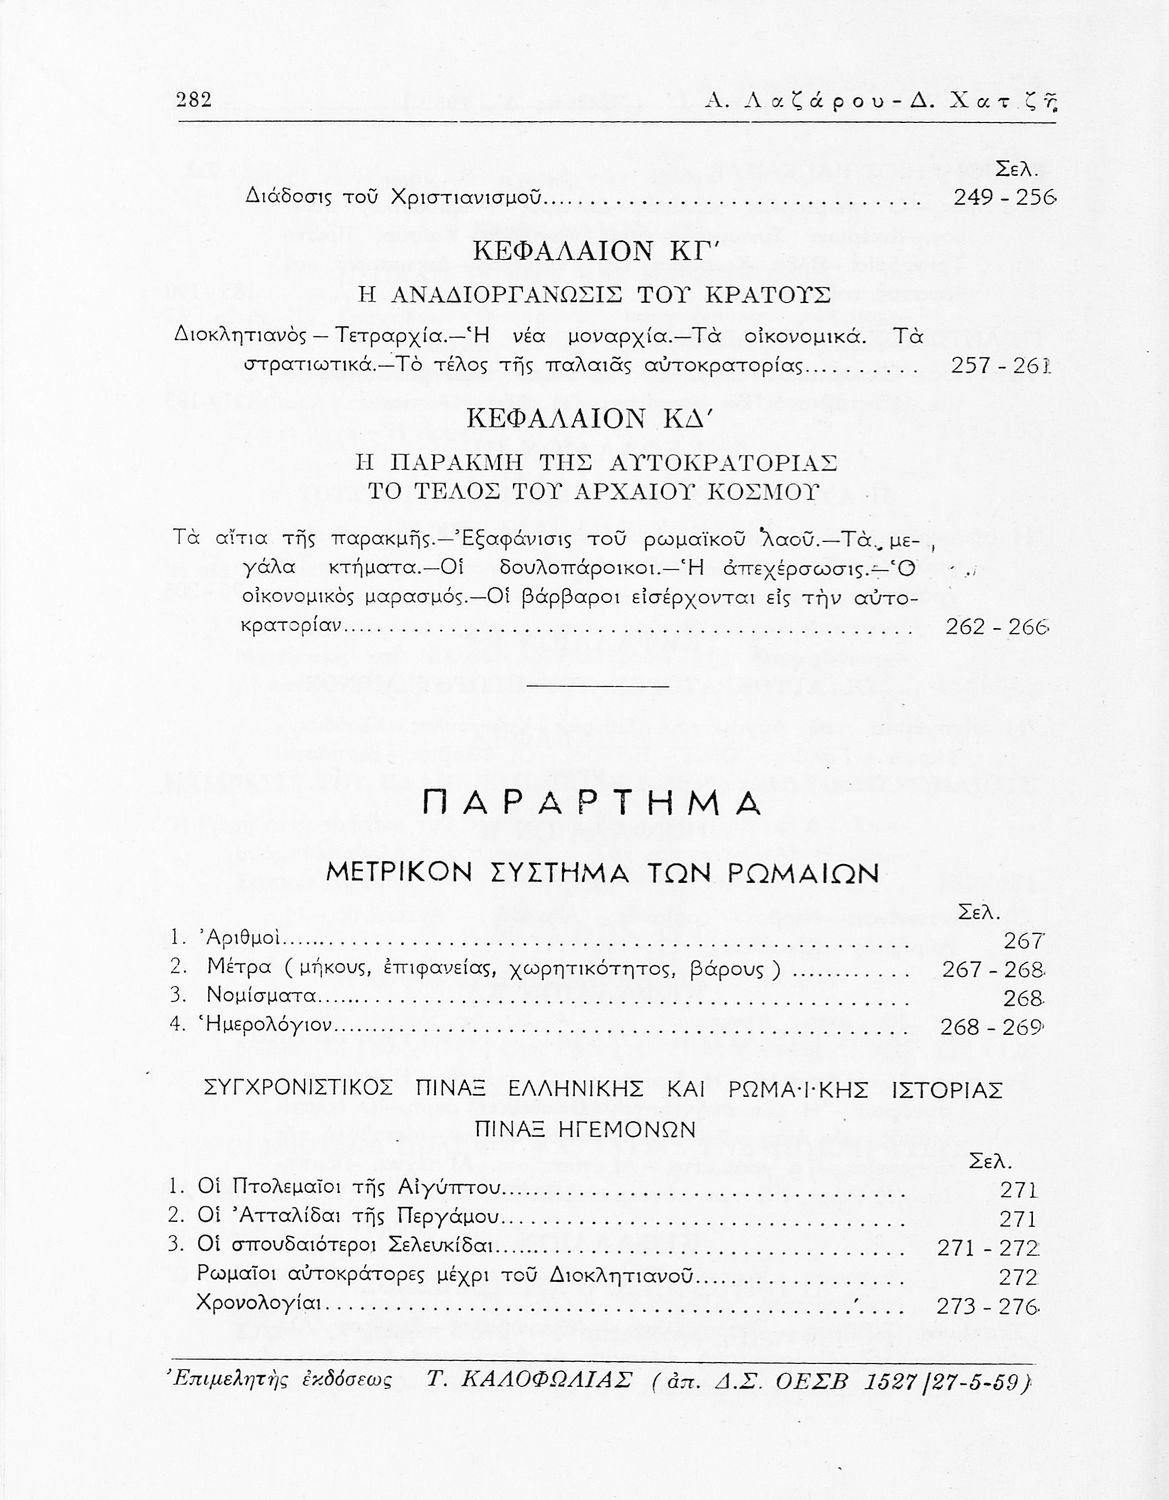 282 Α. Λαζάρου - Δ. Χατζῆ
Σελ.
Διάδοσις τοῦ Χριστιανισμοῦ................................ 249 - 256
ΚΕΦΑΛΑΙΟΝ ΚΓ′
Η ΑΝΑΔΙΟΡΓΑΝΩΣΙΣ ΤΟΥ ΚΡΑΤΟΥΣ
Διοκλητιανὸς — Τετραρχία.—Ἡ νέα μοναρχία.—Τὰ οἰκονομικά. Τὰ
στρατιωτικά.—Τὸ τέλος τῆς παλαιᾶς αὐτοκρατορίας........... 257 - 261
ΚΕΦΑΛΑΙΟΝ ΚΔ′
Η ΠΑΡΑΚΜΗ ΤΗΣ ΑΥΤΟΚΡΑΤΟΡΙΑΣ
ΤΟ ΤΕΛΟΣ ΤΟΥ ΑΡΧΑΙΟΥ ΚΟΣΜΟΥ
Τὰ αἴτια τῆς παρακμῆς.—Ἐξαφάνισις τοῦ ρωμαϊκοῦ λαοῦ.—Τὰ με-
γάλα κτήματα.—Οἱ δουλοπάροικοι.—Ἡ ἀπεχέρσωσις.—Ὁ
οἰκονομικὸς μαρασμός.—Οἱ βάρβαροι εἰσέρχονται εἰς τὴν αὐτο-
κρατορίαν............................................ 262 - 266
ΠΑΡΑΡΤΗΜΑ
ΜΕΤΡΙΚΟΝ ΣΥΣΤΗΜΑ ΤΩΝ ΡΩΜΑΙΩΝ
Σελ.
1. Ἀριθμοὶ............................................ 267
2. Μέτρα ( μήκους, ἐπιφανείας, χωρητικότητος, βάρους ) ............ 267 - 268
3. Νομίσματα............................................ 268
4. Ἡμερολόγιον............................................ 268 - 269
ΣΥΓΧΡΟΝΙΣΤΙΚΟΣ ΠΙΝΑΞ ΕΛΛΗΝΙΚΗΣ ΚΑΙ ΡΩΜΑ·Ι·ΚΗΣ ΙΣΤΟΡΙΑΣ
ΠΙΝΑΞ ΗΓΕΜΟΝΩΝ
Σελ.
1. Οἱ Πτολεμαῖοι τῆς Αἰγύπτου................................ 271
2. Οἱ Ἀτταλίδαι τῆς Περγάμου................................ 271
3. Οἱ σπουδαιότεροι Σελευκίδαι................................ 271 - 272
Ρωμαῖοι αὐτοκράτορες μέχρι τοῦ Διοκλητιανοῦ.................. 272
Χρονολογίαι............................................ 273 - 276
Ἐπιμελητὴς ἐκδόσεως Τ. ΚΑΛΟΦΩΛΙΑΣ (ἀπ. Δ.Σ. ΟΕΣΒ 1527/27-5-59)